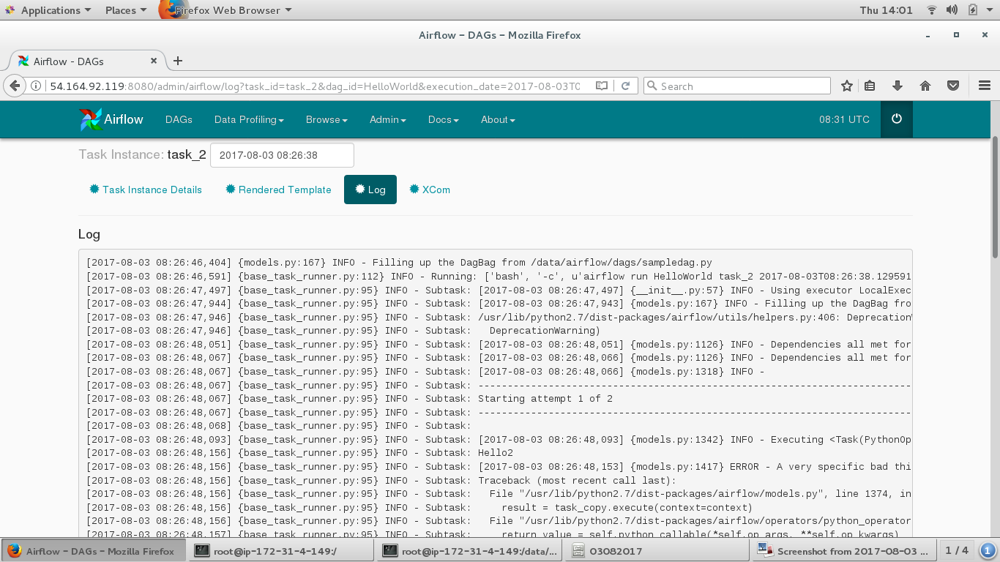 Applications Places Firefox Web Browser Thu 14:01
Airflow - DAGs - Mozilla Firefox
Airflow - DAGs
54.164.92.119:8080/admin/airflow/log?task_id=task_2&dag_id=HelloWorld&execution_date=2017-08-03T0 Search
Airflow DAGs Data Profiling Browse Admin Docs About 08:31 UTC
Task Instance: task_2 2017-08-03 08:26:38
Task Instance Details Rendered Template Log XCom
Log
[2017-08-03 08:26:46,404] {models.py:167} INFO - Filling up the DagBag from /data/airflow/dags/sampledag.py
[2017-08-03 08:26:46,591] {base_task_runner.py:112} INFO - Running: ['bash', '-c', u'airflow run HelloWorld task_2 2017-08-03T08:26:38.129591
[2017-08-03 08:26:47,497] {base_task_runner.py:95} INFO - Subtask: [2017-08-03 08:26:47,497] {__init__.py:57} INFO - Using executor LocalExec
[2017-08-03 08:26:47,944] {base_task_runner.py:95} INFO - Subtask: [2017-08-03 08:26:47,943] {models.py:167} INFO - Filling up the DagBag fro
[2017-08-03 08:26:47,946] {base_task_runner.py:95} INFO - Subtask: /usr/lib/python2.7/dist-packages/airflow/utils/helpers.py:406: Deprecation
[2017-08-03 08:26:47,946] {base_task_runner.py:95} INFO - Subtask:   DeprecationWarning)
[2017-08-03 08:26:48,051] {base_task_runner.py:95} INFO - Subtask: [2017-08-03 08:26:48,051] {models.py:1126} INFO - Dependencies all met for
[2017-08-03 08:26:48,067] {base_task_runner.py:95} INFO - Subtask: [2017-08-03 08:26:48,066] {models.py:1126} INFO - Dependencies all met for
[2017-08-03 08:26:48,067] {base_task_runner.py:95} INFO - Subtask: [2017-08-03 08:26:48,066] {models.py:1318} INFO -
[2017-08-03 08:26:48,067] {base_task_runner.py:95} INFO - Subtask: --------------------------------------------------------------------------
[2017-08-03 08:26:48,067] {base_task_runner.py:95} INFO - Subtask: Starting attempt 1 of 2
[2017-08-03 08:26:48,067] {base_task_runner.py:95} INFO - Subtask: --------------------------------------------------------------------------
[2017-08-03 08:26:48,068] {base_task_runner.py:95} INFO - Subtask:
[2017-08-03 08:26:48,093] {base_task_runner.py:95} INFO - Subtask: [2017-08-03 08:26:48,093] {models.py:1342} INFO - Executing <Task(PythonOp
[2017-08-03 08:26:48,156] {base_task_runner.py:95} INFO - Subtask: Hello2
[2017-08-03 08:26:48,156] {base_task_runner.py:95} INFO - Subtask: [2017-08-03 08:26:48,153] {models.py:1417} ERROR - A very specific bad thi
[2017-08-03 08:26:48,156] {base_task_runner.py:95} INFO - Subtask: Traceback (most recent call last):
[2017-08-03 08:26:48,156] {base_task_runner.py:95} INFO - Subtask:   File "/usr/lib/python2.7/dist-packages/airflow/models.py", line 1374, in
[2017-08-03 08:26:48,156] {base_task_runner.py:95} INFO - Subtask:     result = task_copy.execute(context=context)
[2017-08-03 08:26:48,156] {base_task_runner.py:95} INFO - Subtask:   File "/usr/lib/python2.7/dist-packages/airflow/operators/python_operator
[2017-08-03 08:26:48,157] {base_task_runner.py:95} INFO - Subtask:     return_value = self.python_callable(*self.op_args, **self.op_kwargs)
Airflow - DAGs - Mozilla Firefox root@ip-172-31-4-149:/ root@ip-172-31-4-149:/data/... 03082017 Screenshot from 2017-08-03 ... 1 / 4 1